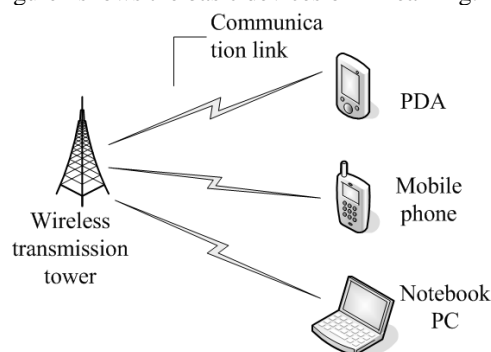 Communica
tion link
PDA
Mobile
phone
Wireless
transmission
tower
Notebook
PC